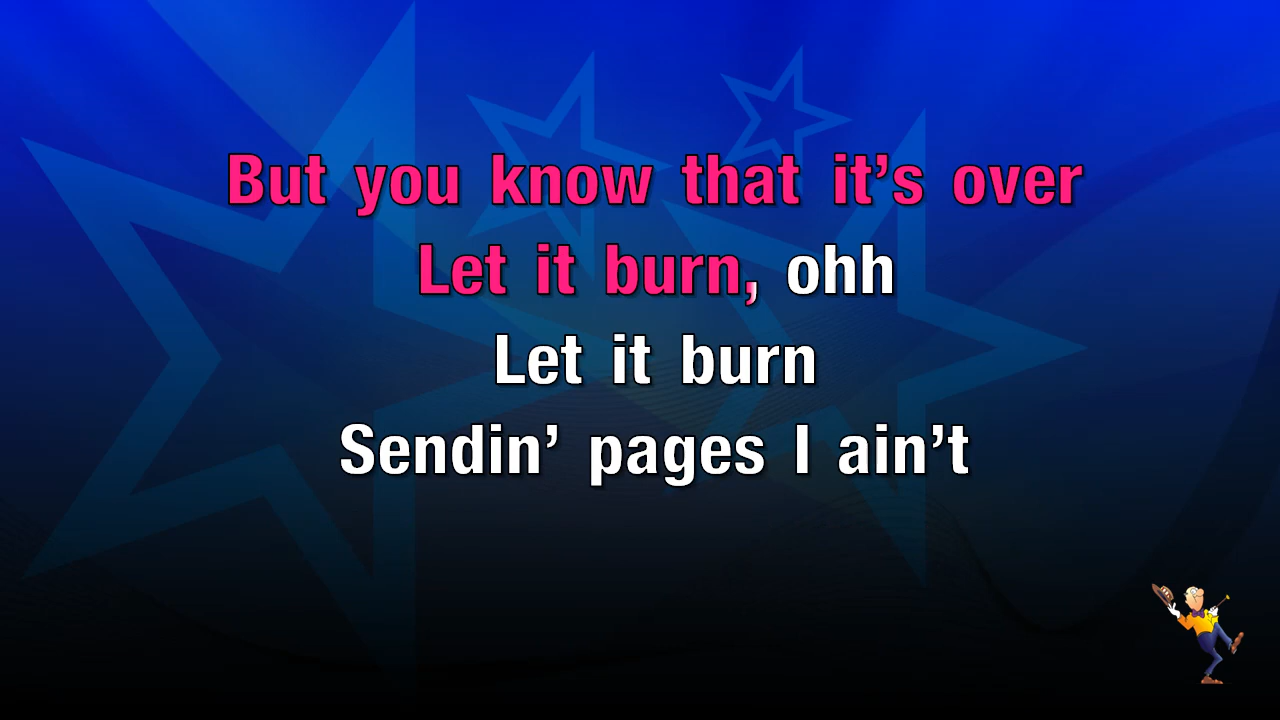 But you know that it’s over
Let it burn, ohh
Let it burn
Sendin’ pages I ain’t